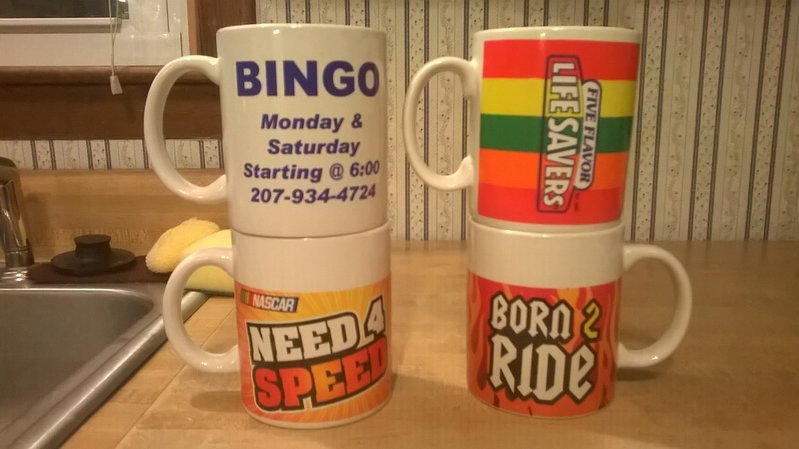 BINGO
Monday &
Saturday
Starting @ 6:00
207-934-4724
FIVE FLAVOR
LIFE SAVERS
NASCAR
NEED 4
SPEED
BORN 2
RIDE